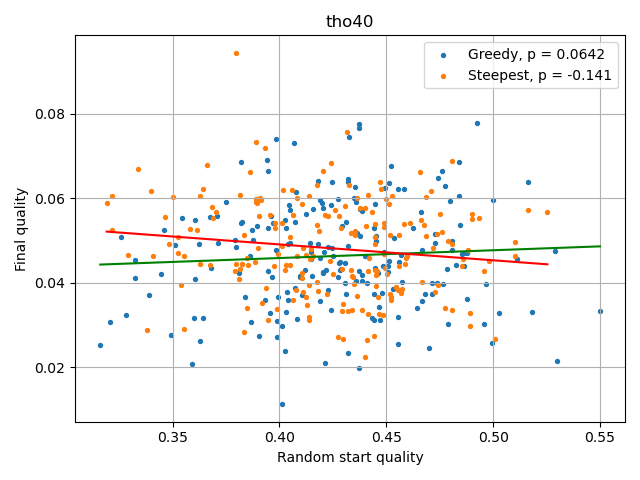 tho40
Greedy, p = 0.0642
Steepest, p = -0.141
Final quality
0.08
0.06
0.04
0.02
0.35
0.40
0.45
0.50
0.55
Random start quality